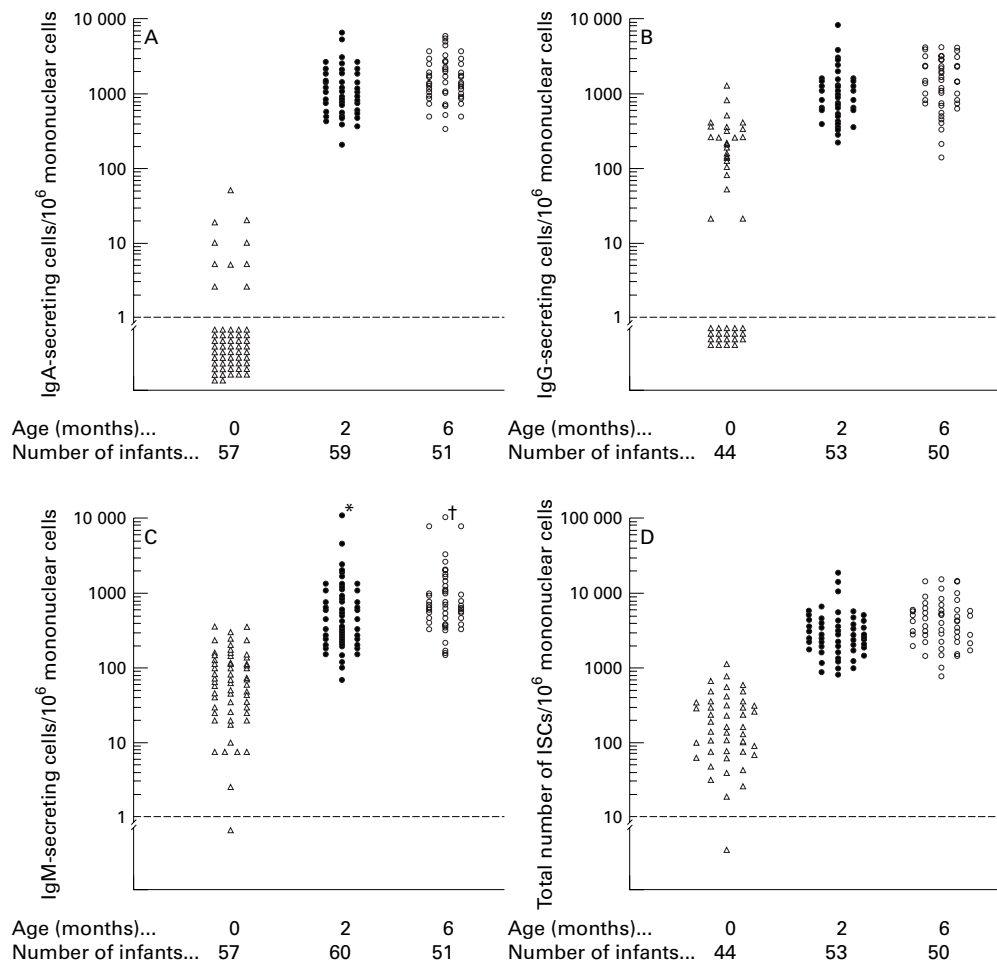 IgA-secreting cells/10⁶ mononuclear cells
A
10 000
1000
100
10
1
Age (months)... 0 2 6
Number of infants... 57 59 51
IgG-secreting cells/10⁶ mononuclear cells
B
10 000
1000
100
10
1
Age (months)... 0 2 6
Number of infants... 44 53 50
IgM-secreting cells/10⁶ mononuclear cells
C
10 000
1000
100
10
1
*
†
Age (months)... 0 2 6
Number of infants... 57 60 51
Total number of ISCs/10⁶ mononuclear cells
D
100 000
10 000
1000
100
10
Age (months)... 0 2 6
Number of infants... 44 53 50